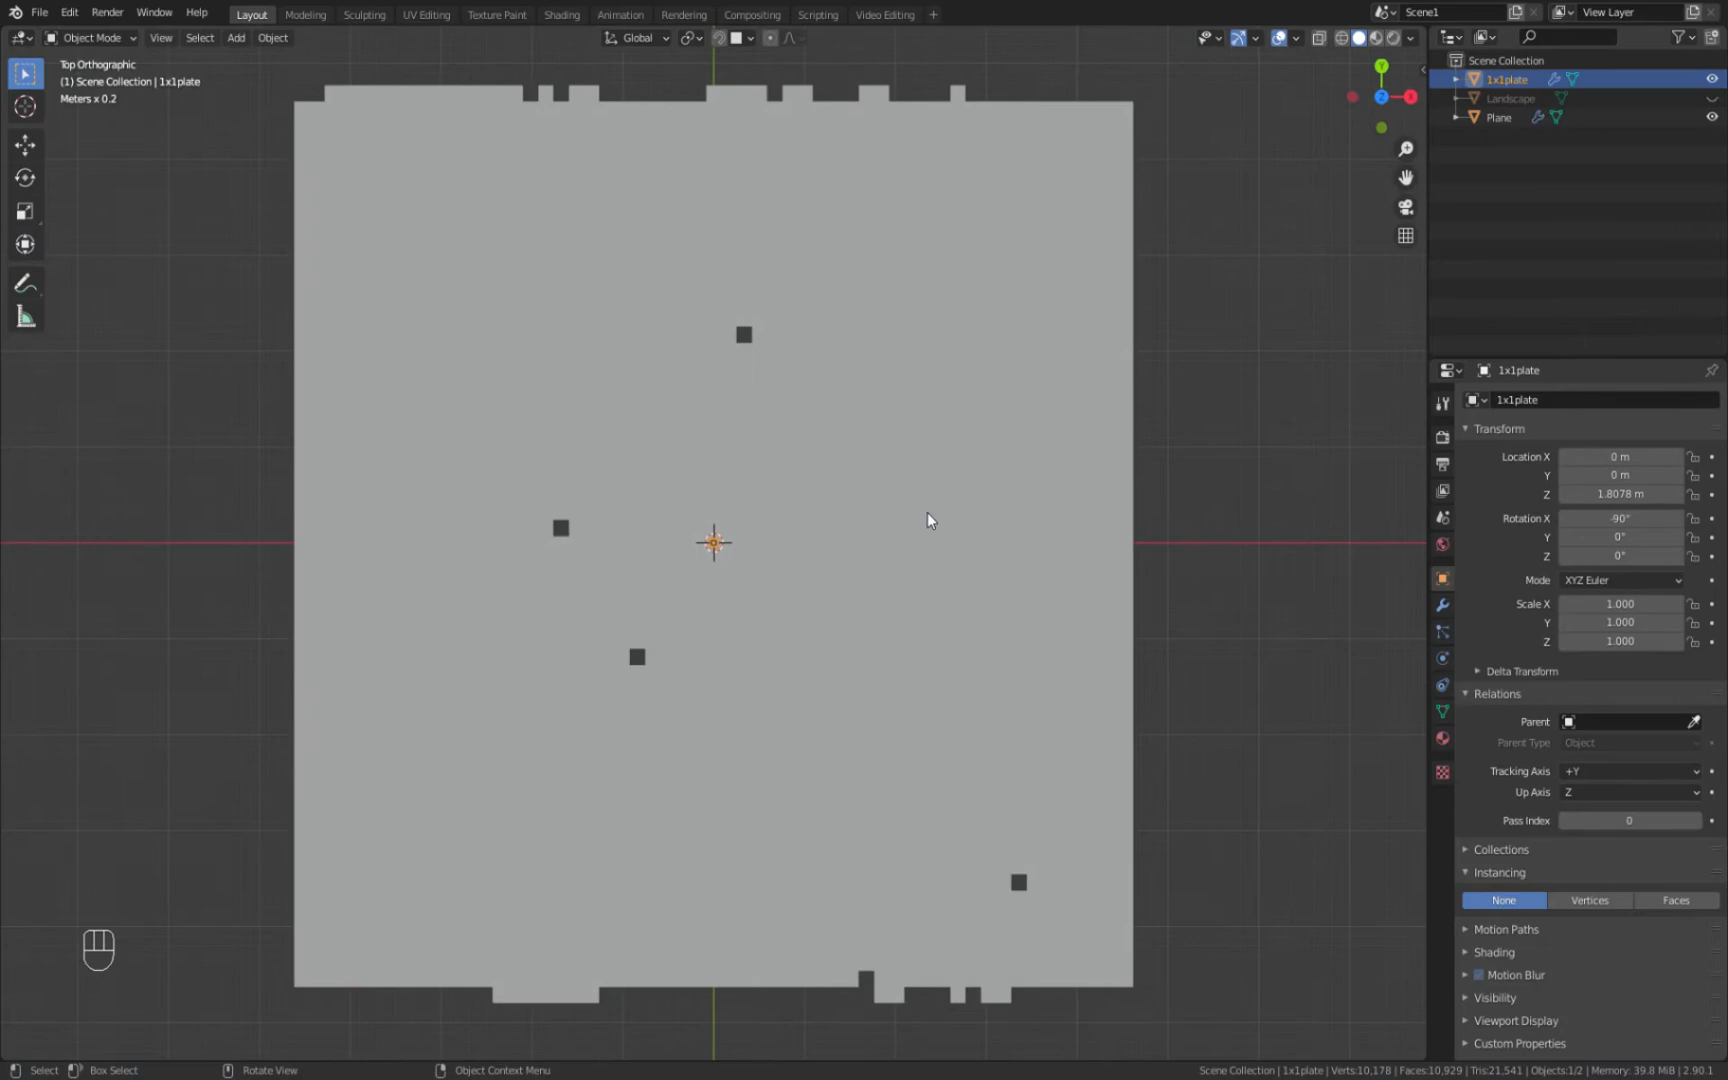 File Edit Render Window Help Layout Modeling Sculpting UV Editing Texture Paint Shading Animation Rendering Compositing Scripting Video Editing + Scene1 View Layer
Object Mode View Select Add Object Global
Top Orthographic
(1) Scene Collection | 1x1plate
Meters x 0.2
Y
Z
X
Scene Collection
1x1plate
Landscape
Plane
1x1plate
1x1plate
Transform
Location X 0 m
Y 0 m
Z 1.8078 m
Rotation X -90°
Y 0°
Z 0°
Mode XYZ Euler
Scale X 1.000
Y 1.000
Z 1.000
Delta Transform
Relations
Parent
Parent Type Object
Tracking Axis +Y
Up Axis Z
Pass Index 0
Collections
Instancing
None Vertices Faces
Motion Paths
Shading
Motion Blur
Visibility
Viewport Display
Custom Properties
Select Box Select Rotate View Object Context Menu Scene Collection | 1x1plate | Verts:10,178 | Faces:10,929 | Tris:21,541 | Objects:1/2 | Memory: 39.8 MiB | 2.90.1